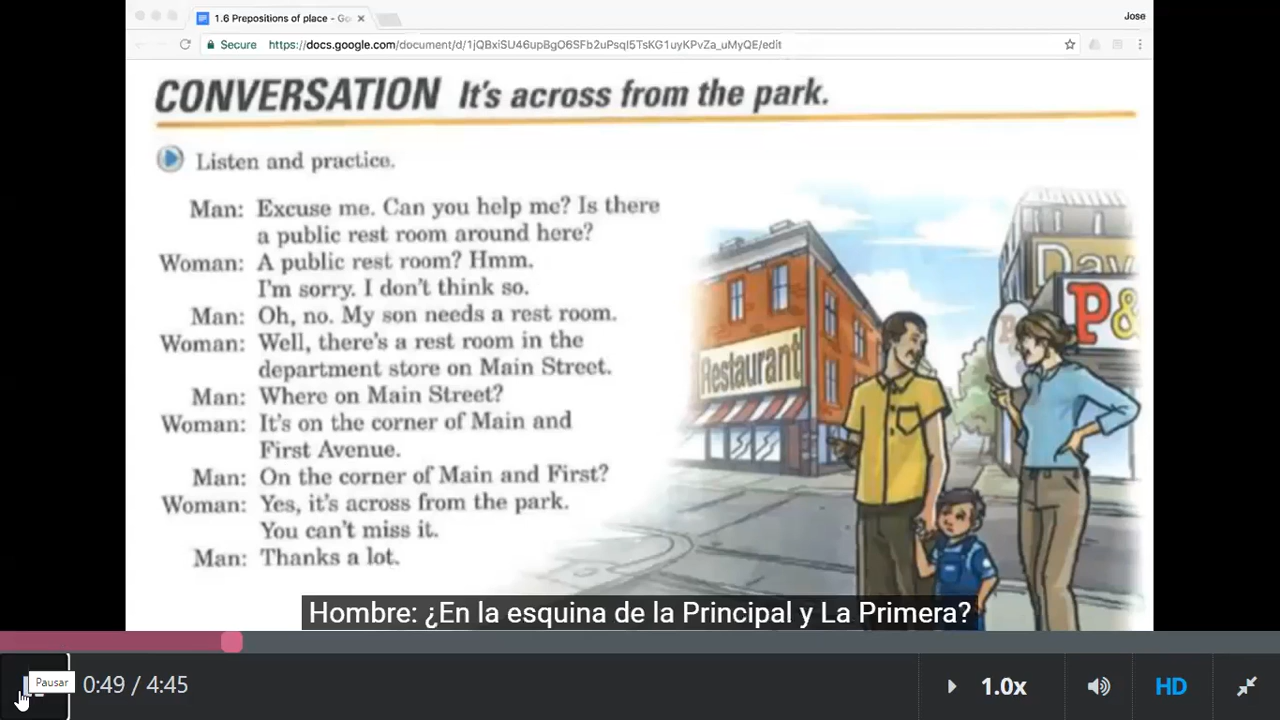 1.6 Prepositions of place - Go
Jose
Secure https://docs.google.com/document/d/1jQBxiSU46upBgO6SFb2uPsqI5TsKG1uyKPvZa_uMyQE/edit
CONVERSATION It's across from the park.
Listen and practice.
Man: Excuse me. Can you help me? Is there
a public rest room around here?
Woman: A public rest room? Hmm.
I'm sorry. I don't think so.
Man: Oh, no. My son needs a rest room.
Woman: Well, there's a rest room in the
department store on Main Street.
Man: Where on Main Street?
Woman: It's on the corner of Main and
First Avenue.
Man: On the corner of Main and First?
Woman: Yes, it's across from the park.
You can't miss it.
Man: Thanks a lot.
Restaurant
Dav
P&
Hombre: ¿En la esquina de la Principal y La Primera?
Pausar
0:49 / 4:45
1.0x
HD